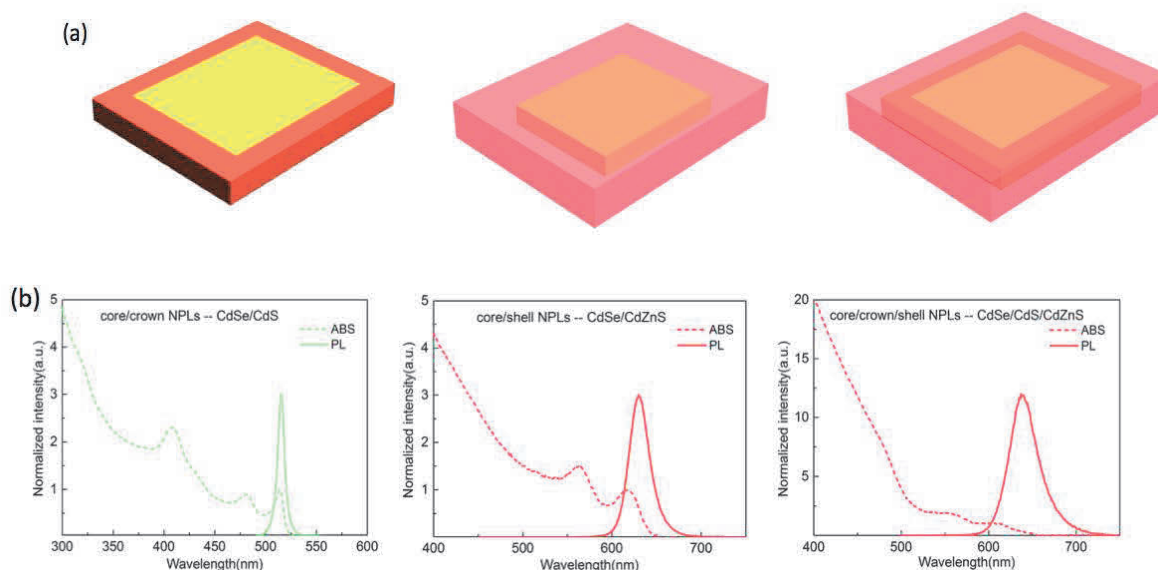 (a)
(b)
core/crown NPLs -- CdSe/CdS
ABS
PL
Normalized intensity(a.u.)
5
4
3
2
1
300 350 400 450 500 550 600
Wavelength(nm)
core/shell NPLs -- CdSe/CdZnS
ABS
PL
Normalized intensity(a.u.)
5
4
3
2
1
400 500 600 700
Wavelength(nm)
core/crown/shell NPLs -- CdSe/CdS/CdZnS
ABS
PL
Normalized intensity(a.u.)
20
15
10
5
400 500 600 700
Wavelength(nm)